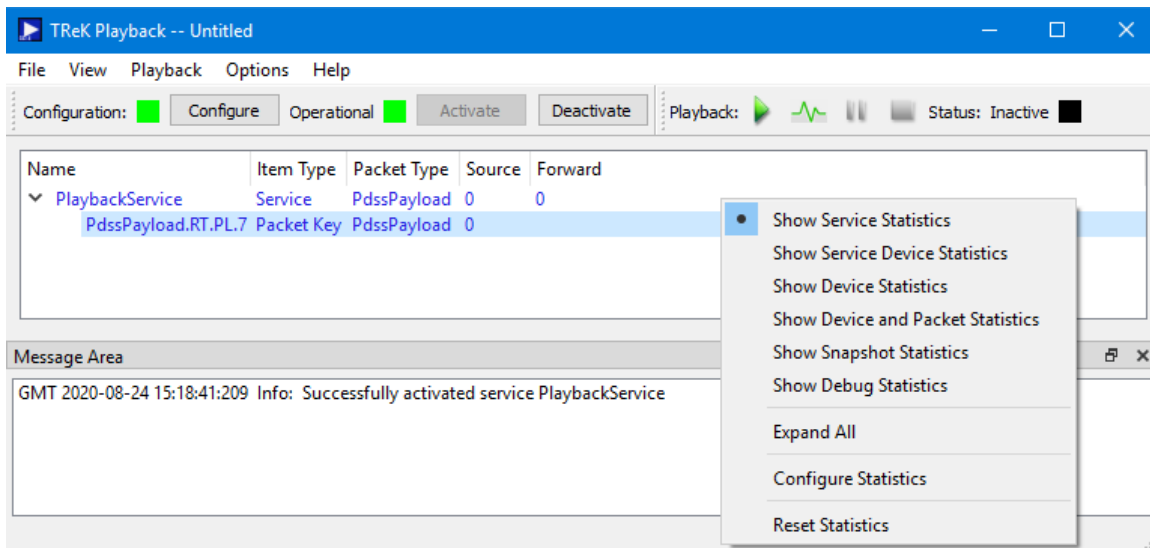 TReK Playback -- Untitled
File View Playback Options Help
Configuration: Configure Operational Activate Deactivate Playback: Status: Inactive
Name Item Type Packet Type Source Forward
PlaybackService Service PdssPayload 0 0
PdssPayload.RT.PL.7 Packet Key PdssPayload 0
Show Service Statistics
Show Service Device Statistics
Show Device Statistics
Show Device and Packet Statistics
Show Snapshot Statistics
Show Debug Statistics
Expand All
Configure Statistics
Reset Statistics
Message Area
GMT 2020-08-24 15:18:41:209 Info: Successfully activated service PlaybackService